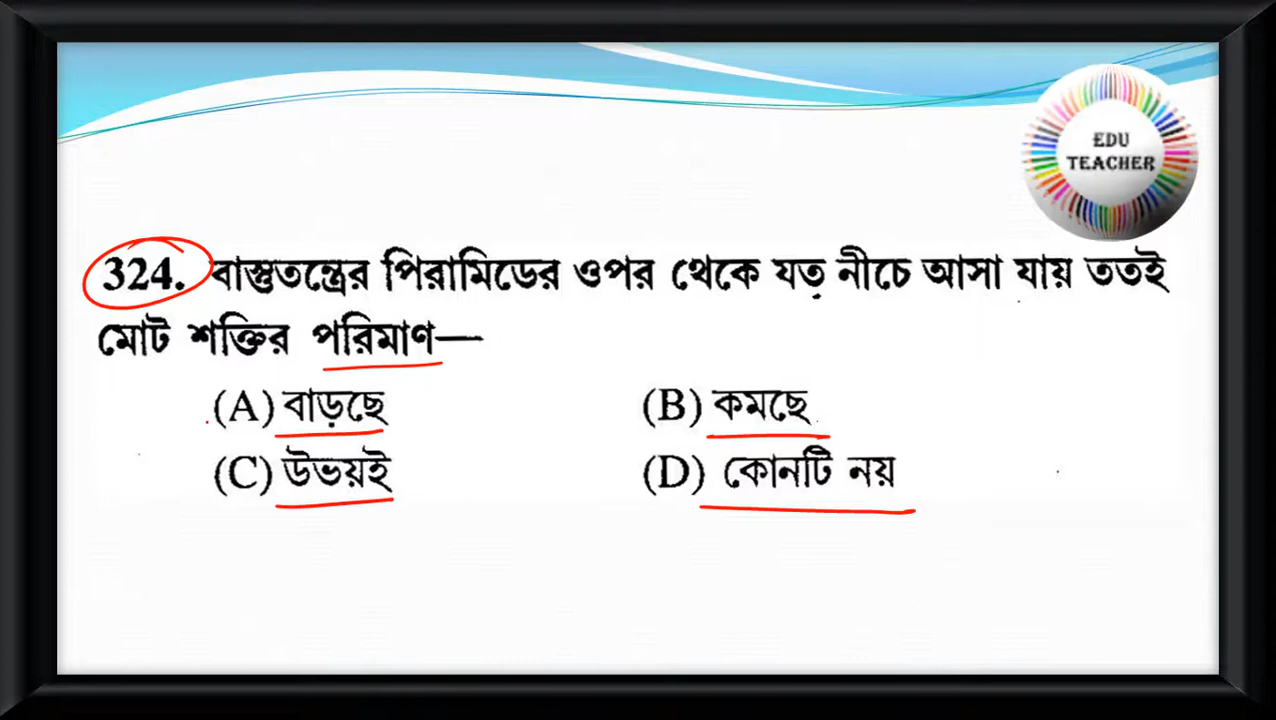 EDU
TEACHER
324. বাস্তুতন্ত্রের পিরামিডের ওপর থেকে যত নীচে আসা যায় ততই
মোট শক্তির পরিমাণ—
(A) বাড়ছে (B) কমছে
(C) উভয়ই (D) কোনটি নয়